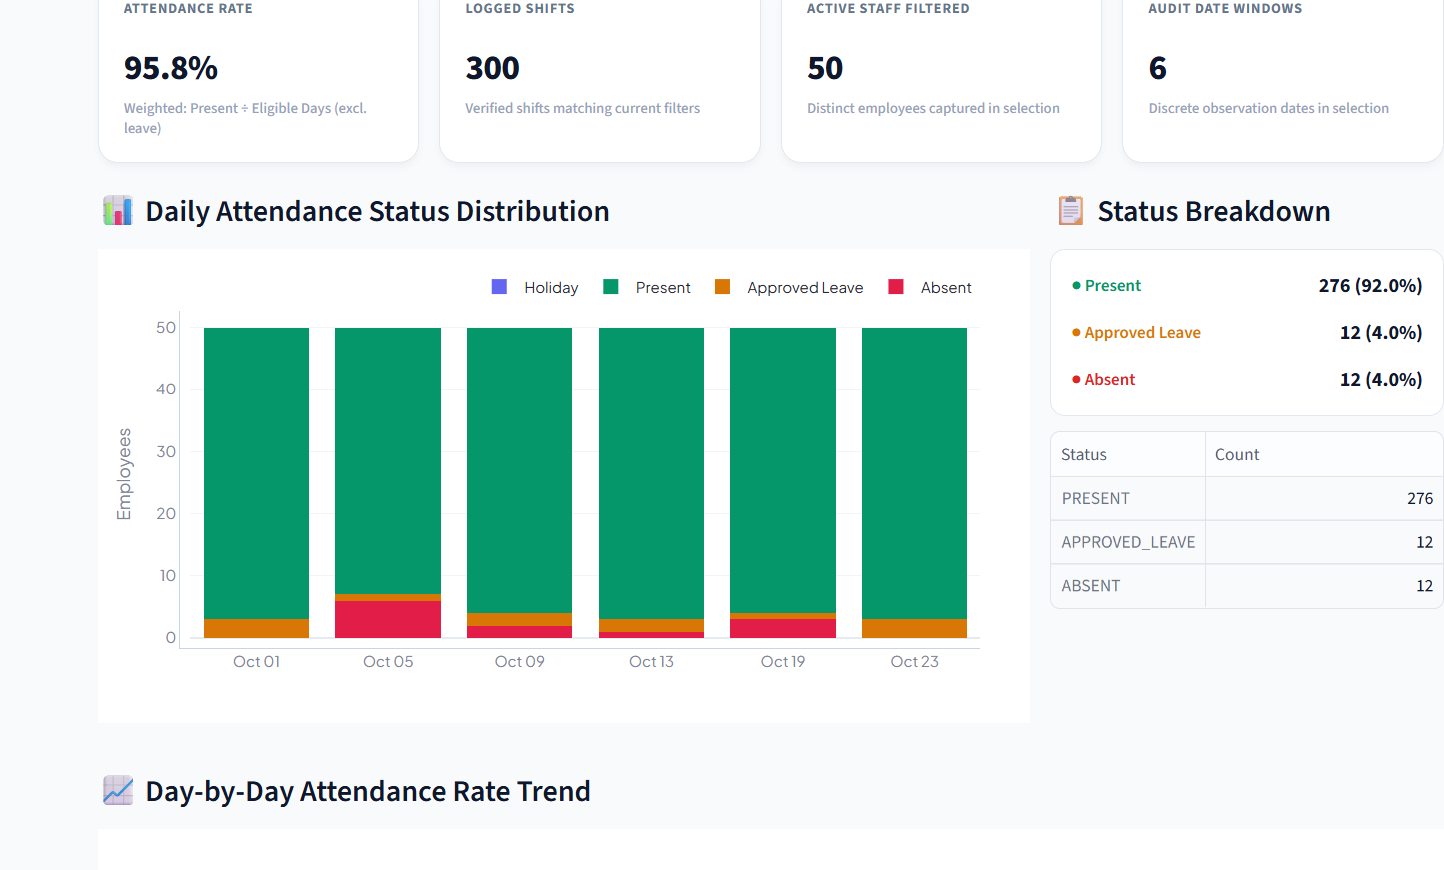 ATTENDANCE RATE
95.8%
Weighted: Present ÷ Eligible Days (excl.
leave)
LOGGED SHIFTS
300
Verified shifts matching current filters
ACTIVE STAFF FILTERED
50
Distinct employees captured in selection
AUDIT DATE WINDOWS
6
Discrete observation dates in selection
Daily Attendance Status Distribution
Holiday Present Approved Leave Absent
Employees
50
40
30
20
10
0
Oct 01 Oct 05 Oct 09 Oct 13 Oct 19 Oct 23
Status Breakdown
Present 276 (92.0%)
Approved Leave 12 (4.0%)
Absent 12 (4.0%)
Status Count
PRESENT 276
APPROVED_LEAVE 12
ABSENT 12
Day-by-Day Attendance Rate Trend